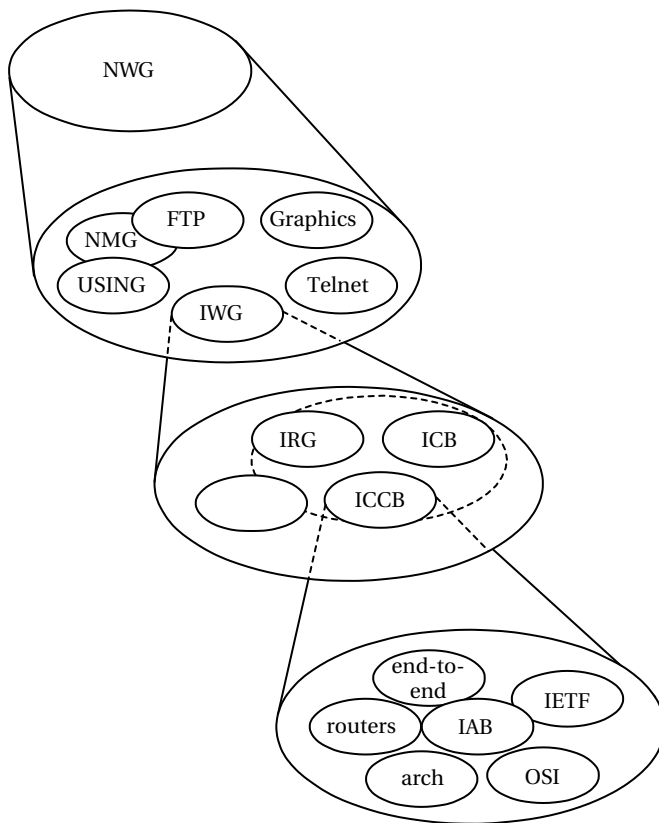 NWG
FTP
Graphics
NMG
USING
Telnet
IWG
IRG
ICB
ICCB
end-to-
end
IETF
routers
IAB
arch
OSI